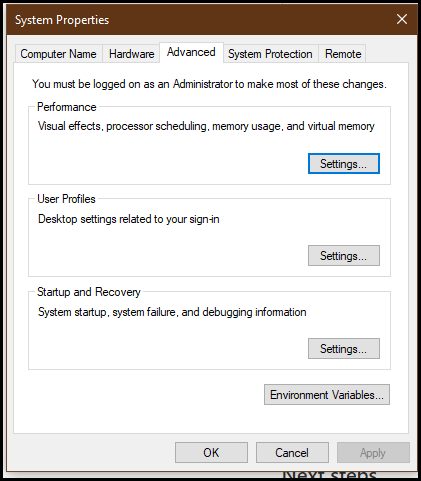 System Properties
Computer Name Hardware Advanced System Protection Remote
You must be logged on as an Administrator to make most of these changes.
Performance
Visual effects, processor scheduling, memory usage, and virtual memory
Settings...
User Profiles
Desktop settings related to your sign-in
Settings...
Startup and Recovery
System startup, system failure, and debugging information
Settings...
Environment Variables...
OK Cancel Apply
Next steps